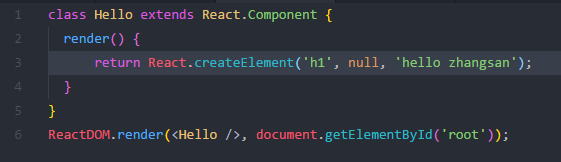 1 class Hello extends React.Component {
2   render() {
3       return React.createElement('h1', null, 'hello zhangsan');
4   }
5 }
6 ReactDOM.render(<Hello />, document.getElementById('root'));